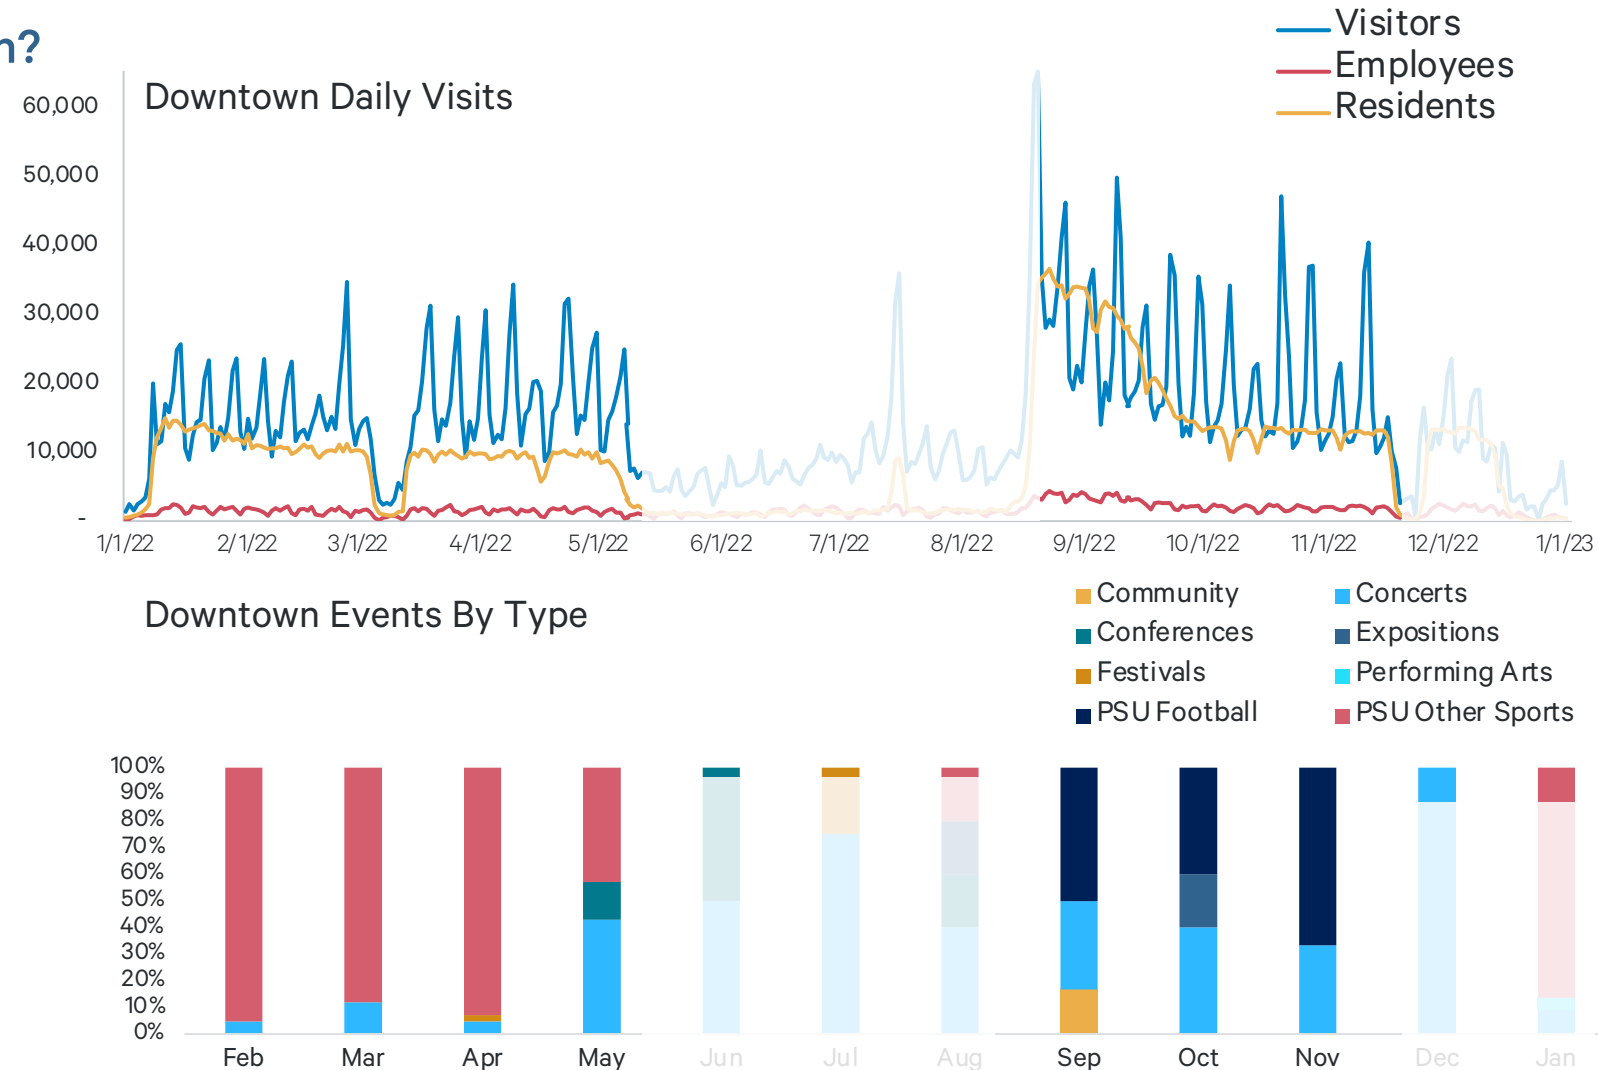 n?
Visitors
Employees
Residents
Downtown Daily Visits
60,000
50,000
40,000
30,000
20,000
10,000
-
1/1/22 2/1/22 3/1/22 4/1/22 5/1/22 6/1/22 7/1/22 8/1/22 9/1/22 10/1/22 11/1/22 12/1/22 1/1/23
Downtown Events By Type
Community Concerts
Conferences Expositions
Festivals Performing Arts
PSU Football PSU Other Sports
100%
90%
80%
70%
60%
50%
40%
30%
20%
10%
0%
Feb Mar Apr May Jun Jul Aug Sep Oct Nov Dec Jan